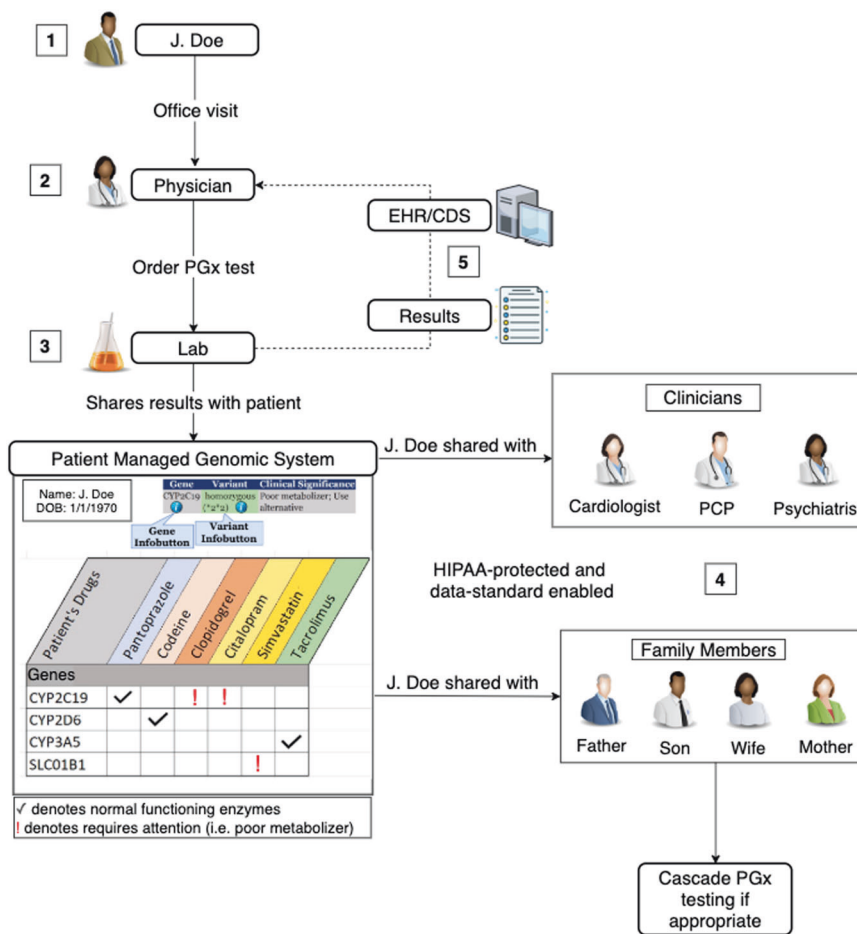 1
J. Doe
Office visit
2
Physician
EHR/CDS
5
Order PGx test
Results
3
Lab
Shares results with patient
Patient Managed Genomic System
J. Doe shared with
Clinicians
Cardiologist
PCP
Psychiatris
Name: J. Doe
DOB: 1/1/1970
Gene Variant Clinical Significance
CYP2C19 homozygous Poor metabolizer; Use
(*2*2) alternative
Gene
Infobutton
Variant
Infobutton
HIPAA-protected and
data-standard enabled
4
Patient's Drugs
Pantoprazole
Codeine
Clopidogrel
Citalopram
Simvastatin
Tacrolimus
Genes
CYP2C19 ✓ ! !
CYP2D6 ✓
CYP3A5 ✓
SLC01B1 !
J. Doe shared with
Family Members
Father
Son
Wife
Mother
✓ denotes normal functioning enzymes
! denotes requires attention (i.e. poor metabolizer)
Cascade PGx
testing if
appropriate